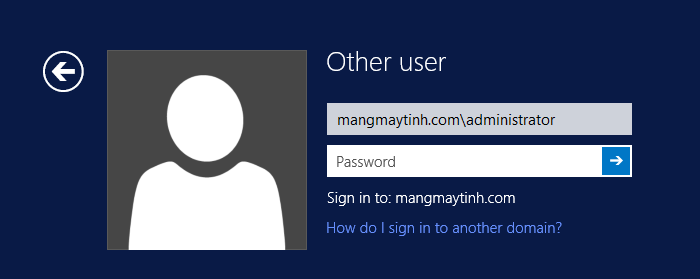 Other user
mangmaytinh.com\administrator
Password
Sign in to: mangmaytinh.com
How do I sign in to another domain?